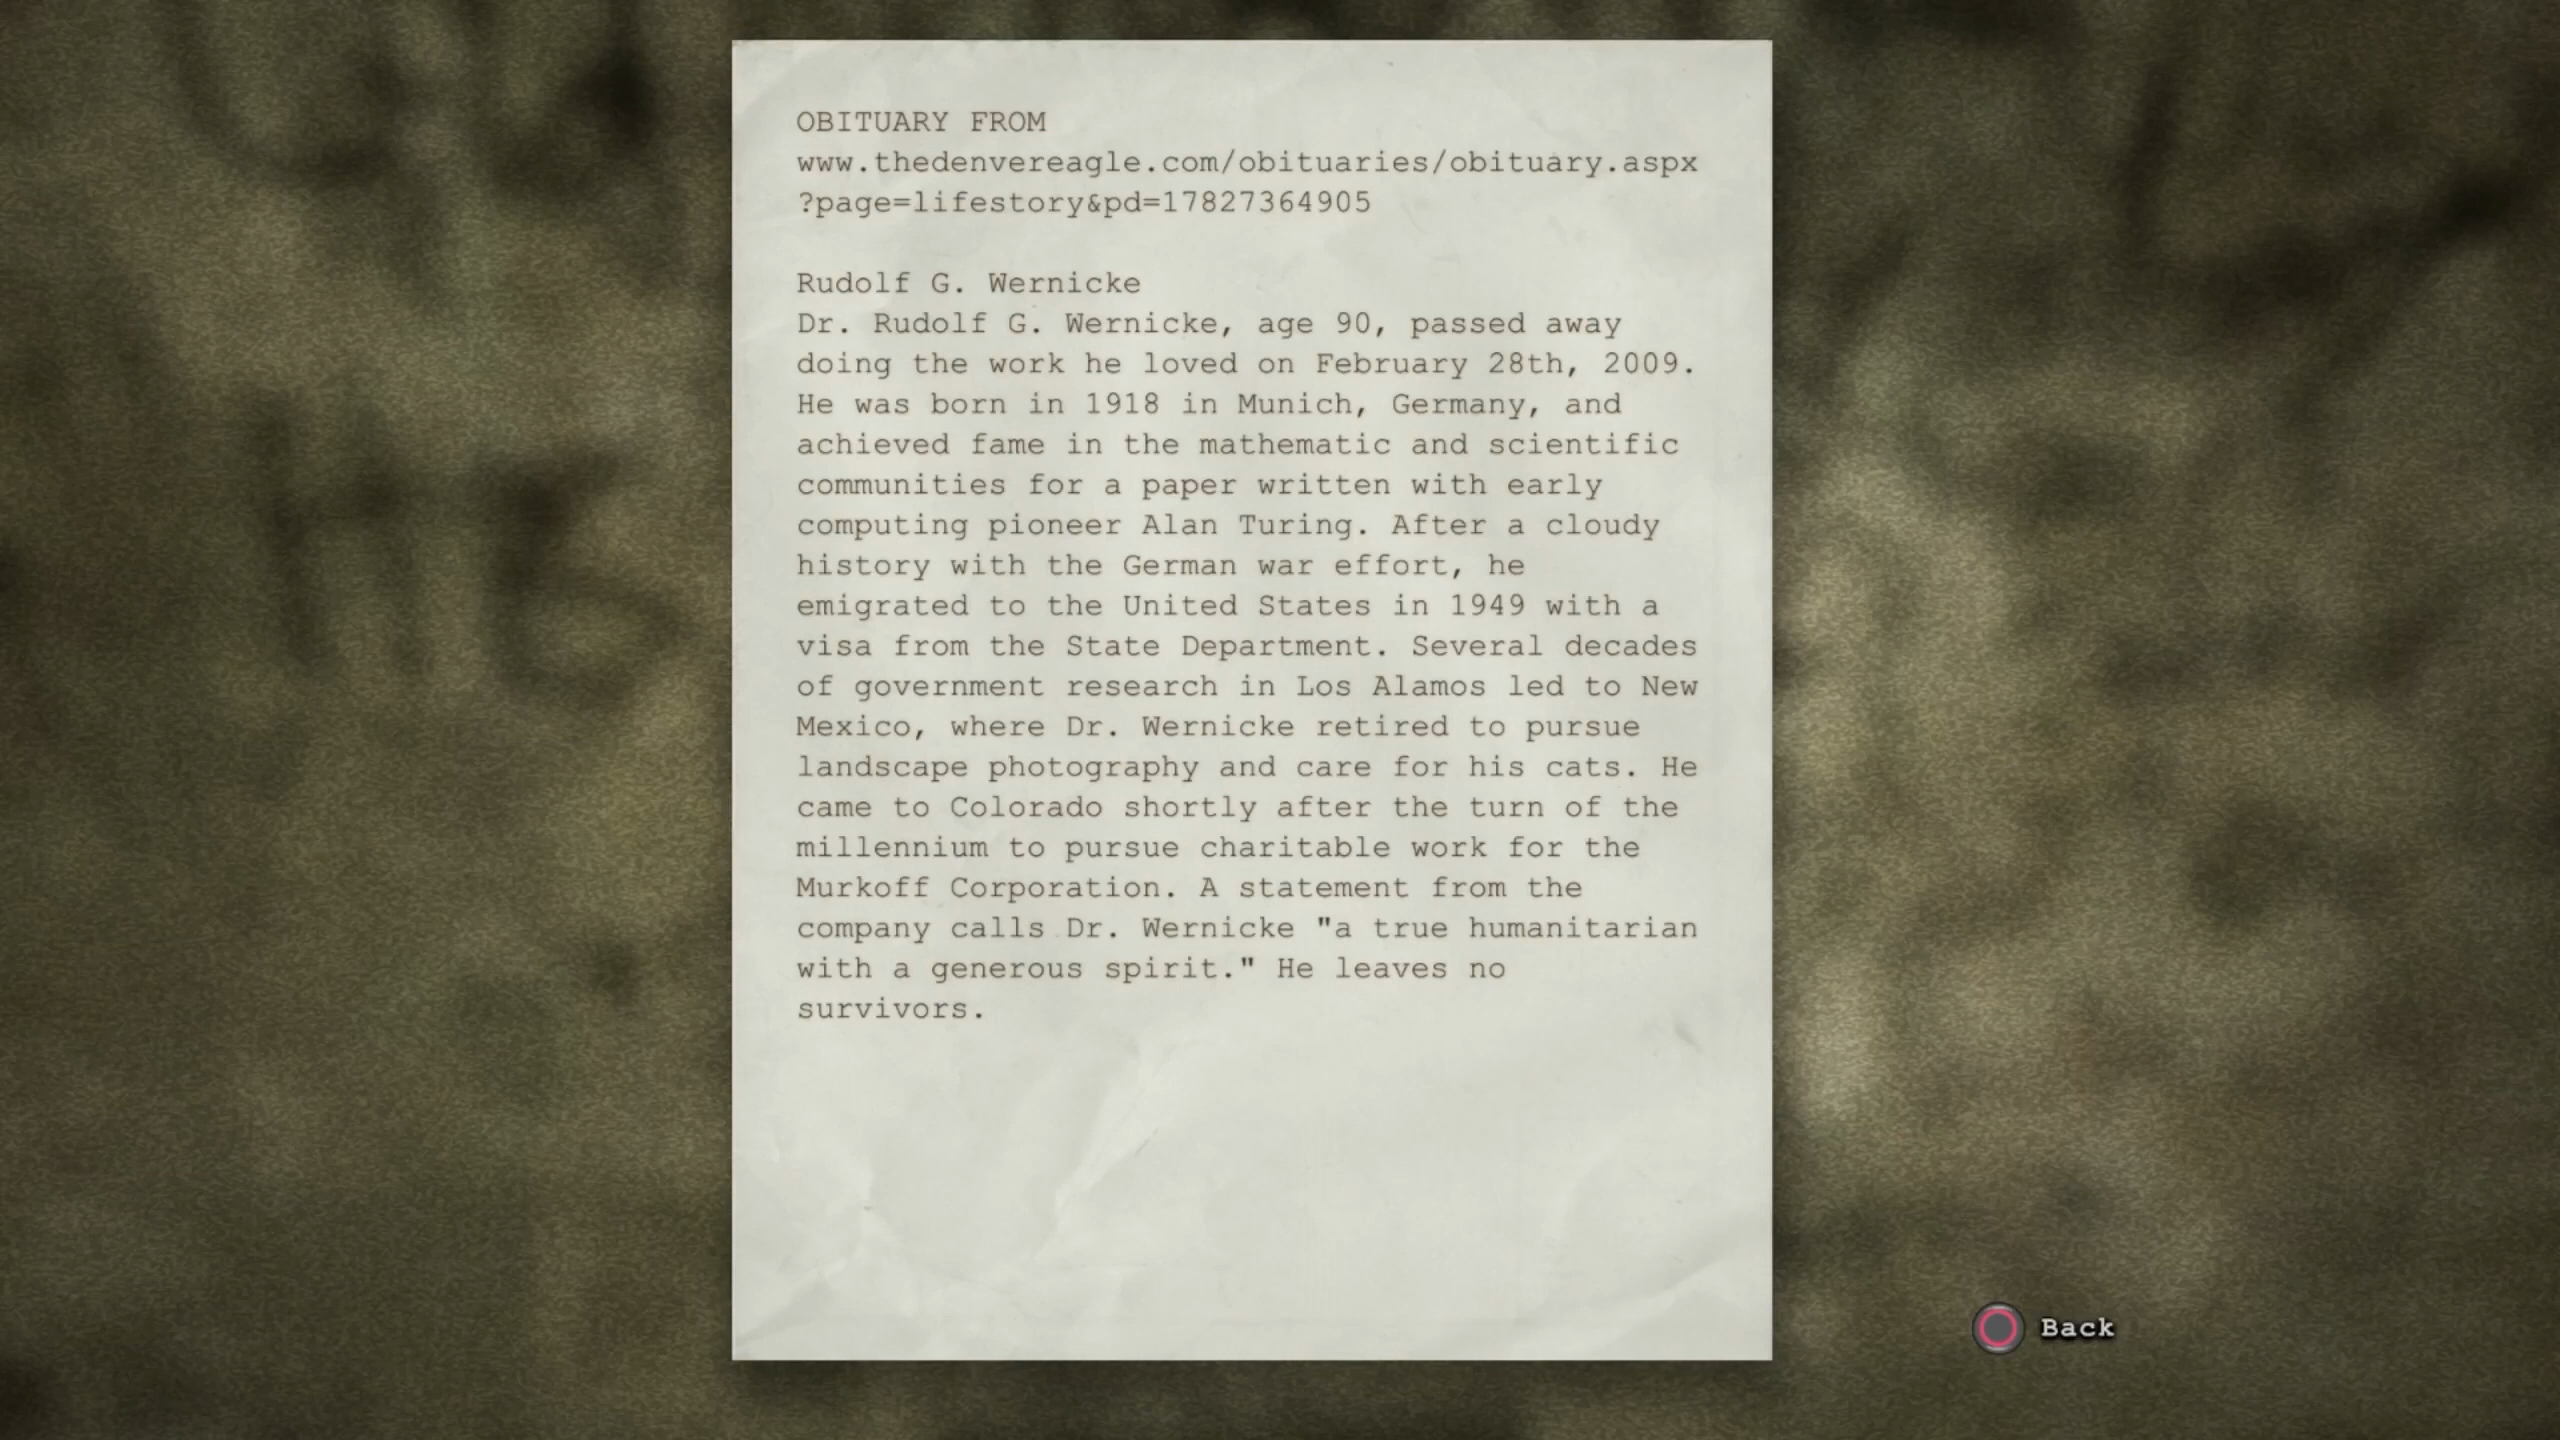 OBITUARY FROM
www.thedenvereagle.com/obituaries/obituary.aspx
?page=lifestory&pd=17827364905
Rudolf G. Wernicke
Dr. Rudolf G. Wernicke, age 90, passed away
doing the work he loved on February 28th, 2009.
He was born in 1918 in Munich, Germany, and
achieved fame in the mathematic and scientific
communities for a paper written with early
computing pioneer Alan Turing. After a cloudy
history with the German war effort, he
emigrated to the United States in 1949 with a
visa from the State Department. Several decades
of government research in Los Alamos led to New
Mexico, where Dr. Wernicke retired to pursue
landscape photography and care for his cats. He
came to Colorado shortly after the turn of the
millennium to pursue charitable work for the
Murkoff Corporation. A statement from the
company calls Dr. Wernicke "a true humanitarian
with a generous spirit." He leaves no
survivors.
Back